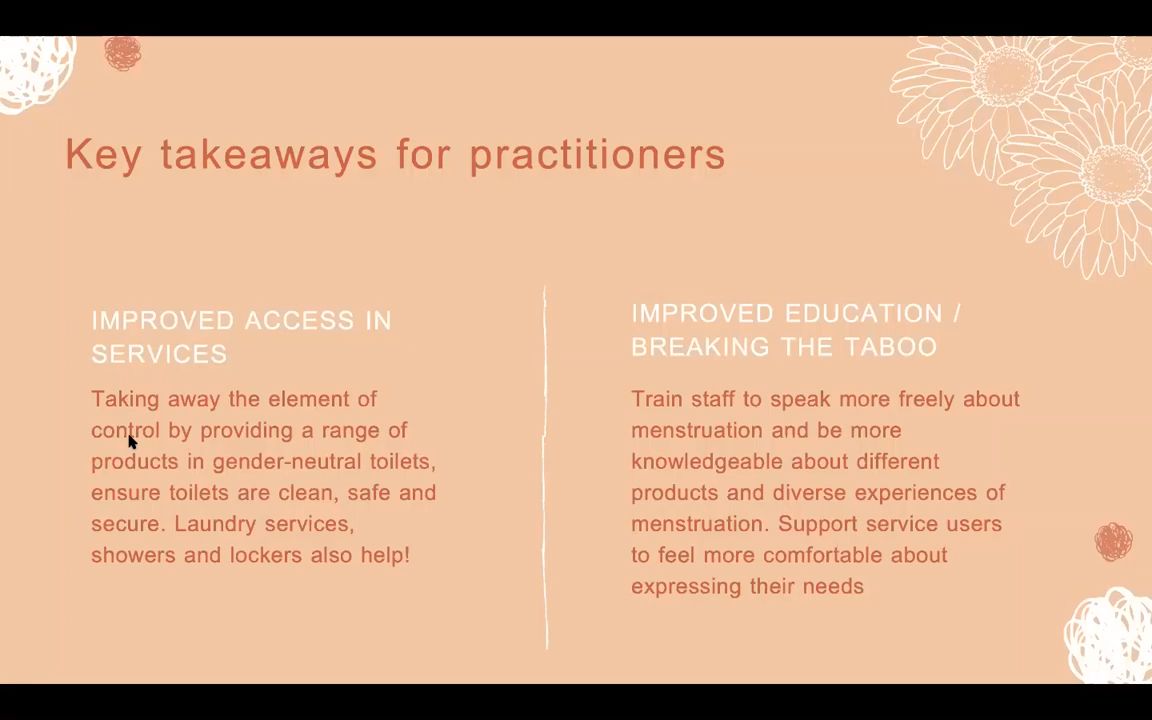 Key takeaways for practitioners
IMPROVED ACCESS IN
SERVICES
Taking away the element of
control by providing a range of
products in gender-neutral toilets,
ensure toilets are clean, safe and
secure. Laundry services,
showers and lockers also help!
IMPROVED EDUCATION /
BREAKING THE TABOO
Train staff to speak more freely about
menstruation and be more
knowledgeable about different
products and diverse experiences of
menstruation. Support service users
to feel more comfortable about
expressing their needs